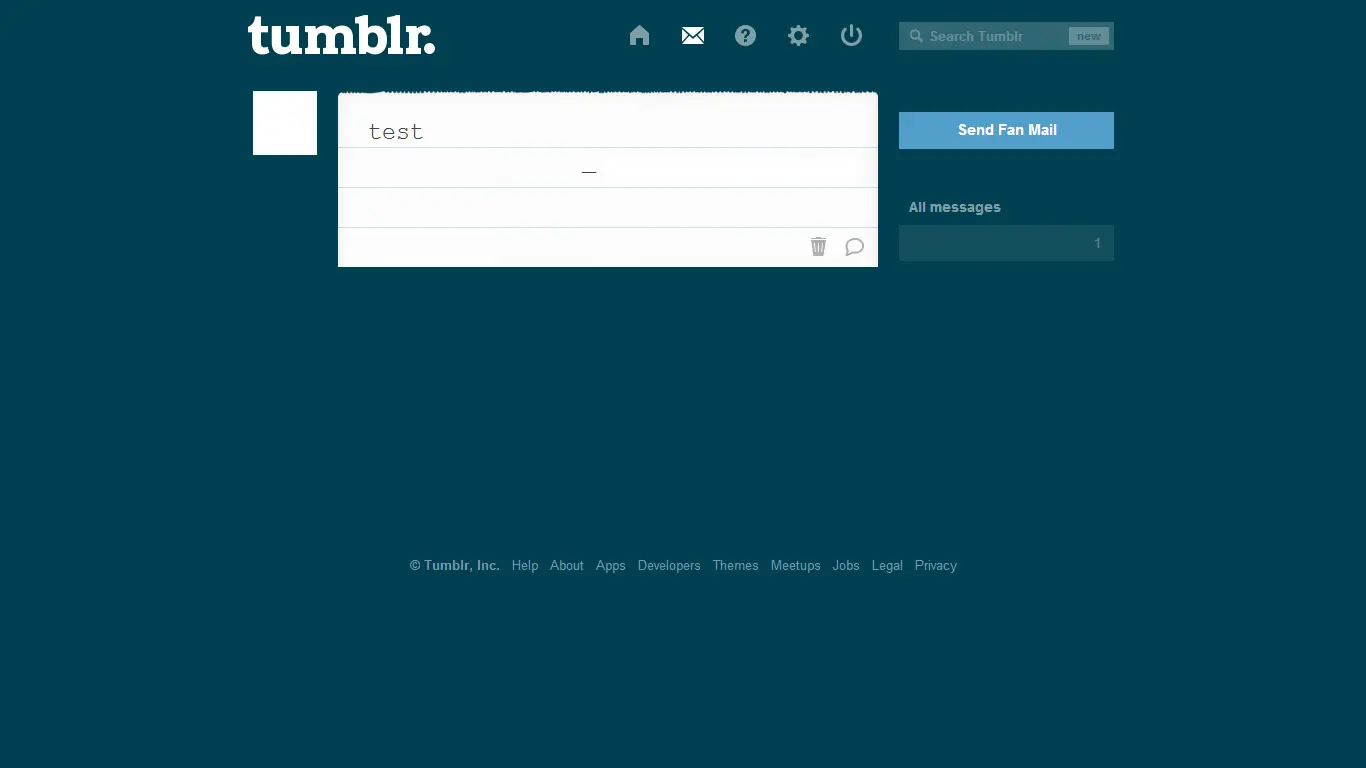 tumblr.
Search Tumblr new
test
—
Send Fan Mail
All messages
1
© Tumblr, Inc. Help About Apps Developers Themes Meetups Jobs Legal Privacy